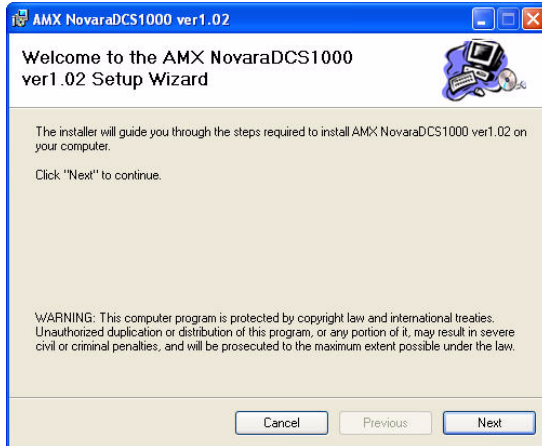 AMX NovaraDCS1000 ver1.02
Welcome to the AMX NovaraDCS1000
ver1.02 Setup Wizard
The installer will guide you through the steps required to install AMX NovaraDCS1000 ver1.02 on
your computer.
Click "Next" to continue.
WARNING: This computer program is protected by copyright law and international treaties.
Unauthorized duplication or distribution of this program, or any portion of it, may result in severe
civil or criminal penalties, and will be prosecuted to the maximum extent possible under the law.
Cancel Previous Next